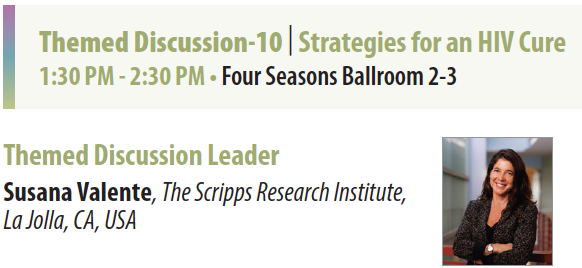 Themed Discussion-10 | Strategies for an HIV Cure
1:30 PM - 2:30 PM • Four Seasons Ballroom 2-3
Themed Discussion Leader
Susana Valente, The Scripps Research Institute,
La Jolla, CA, USA